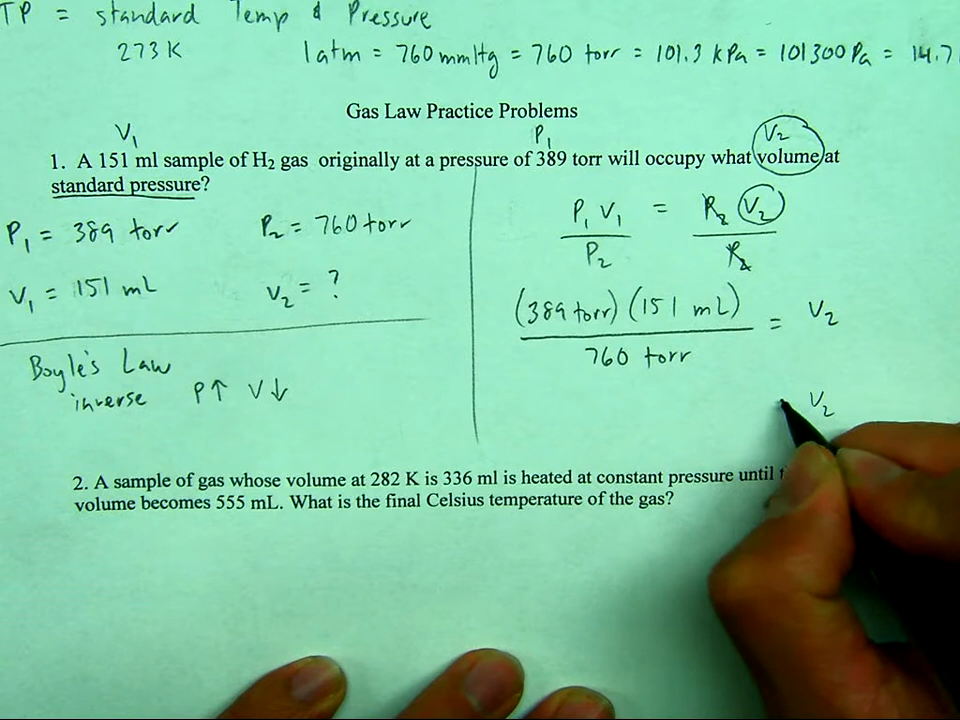 TP = standard Temp & Pressure
273 K
1 atm = 760 mmHg = 760 torr = 101.3 kPa = 101300 Pa = 14.7
Gas Law Practice Problems
V₁ P₁ V₂
1. A 151 ml sample of H₂ gas originally at a pressure of 389 torr will occupy what volume at
standard pressure?
P₁ = 389 torr P₂ = 760 torr
V₁ = 151 mL V₂ = ?
Boyle's Law
inverse P↑ V↓
P₁ V₁ = P₂ V₂
P₂ P₂
(389 torr) (151 mL) = V₂
760 torr
V₂
2. A sample of gas whose volume at 282 K is 336 ml is heated at constant pressure until
volume becomes 555 mL. What is the final Celsius temperature of the gas?